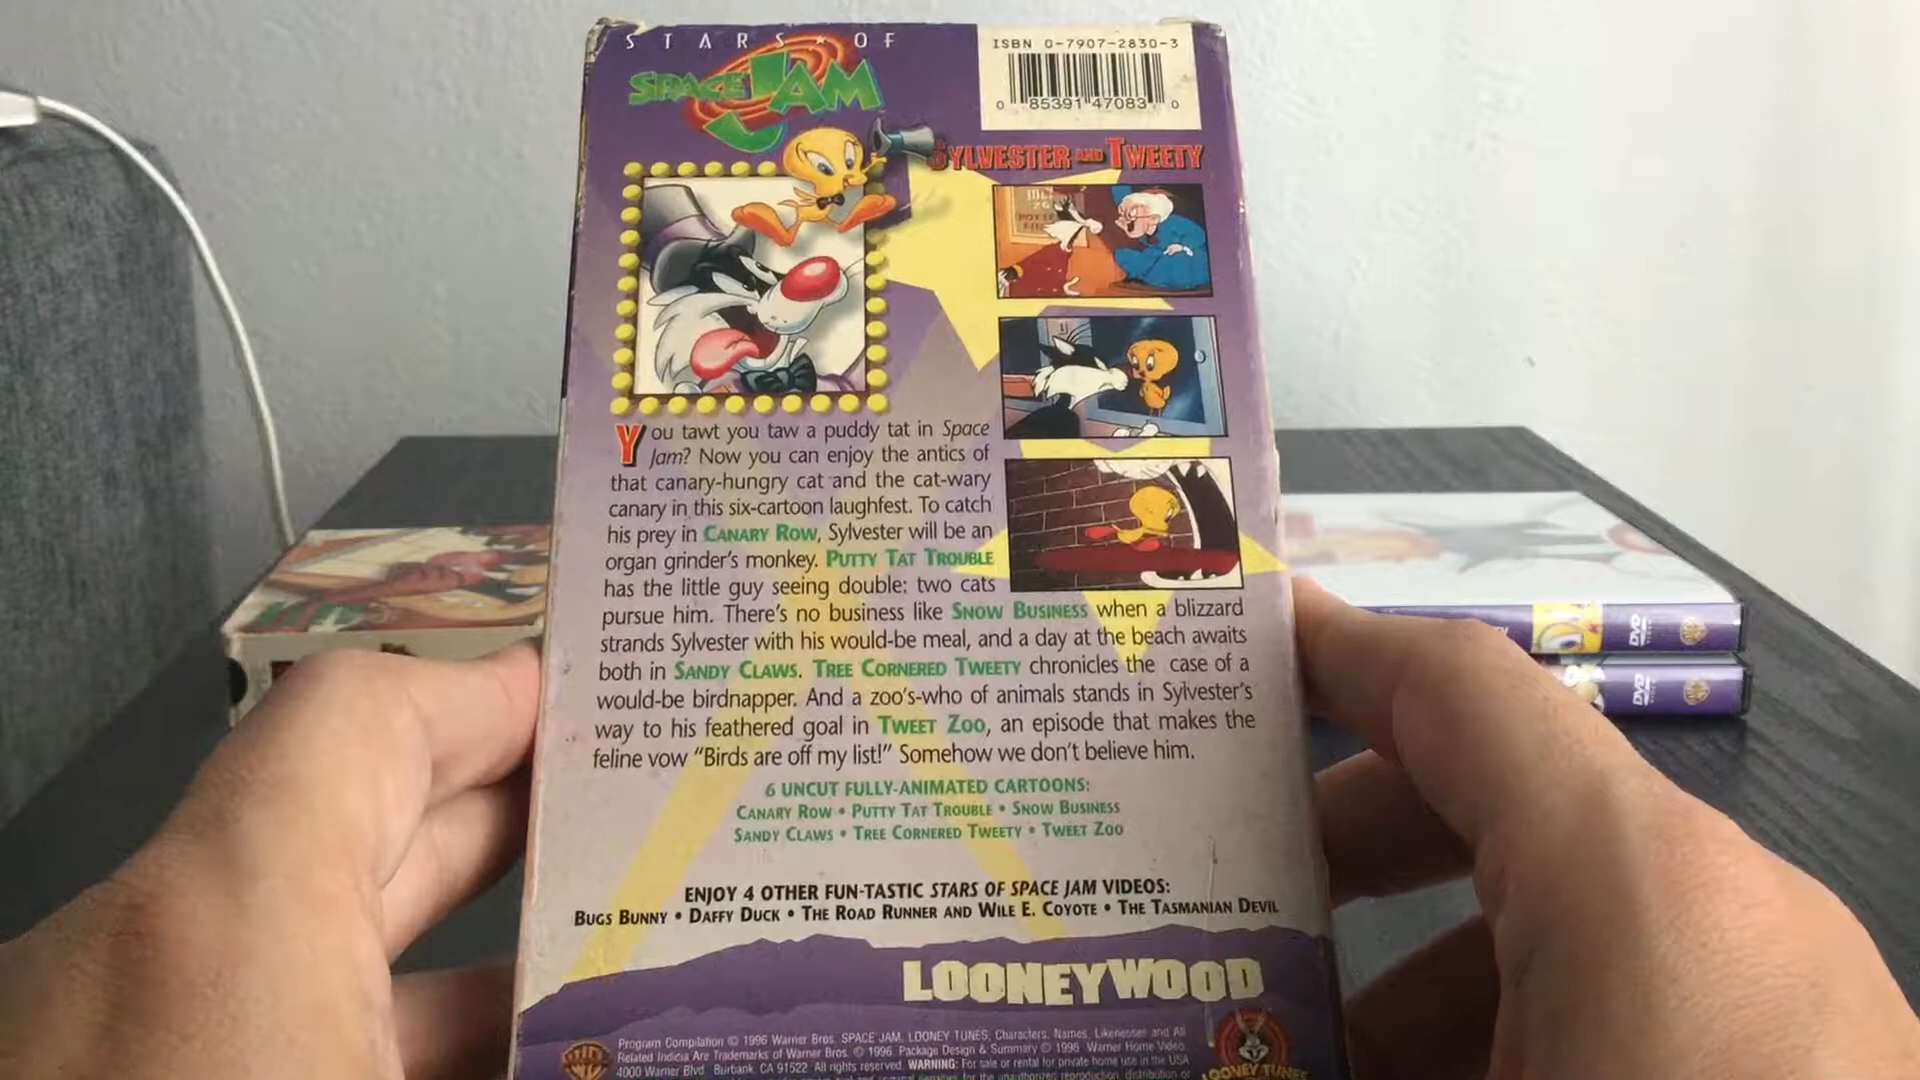 STARS★OF
SPACE JAM
ISBN 0-7907-2830-3
0 85391 47083 0
SYLVESTER AND TWEETY
You tawt you taw a puddy tat in Space
Jam? Now you can enjoy the antics of
that canary-hungry cat and the cat-wary
canary in this six-cartoon laughfest. To catch
his prey in CANARY ROW, Sylvester will be an
organ grinder's monkey. PUTTY TAT TROUBLE
has the little guy seeing double: two cats
pursue him. There's no business like SNOW BUSINESS when a blizzard
strands Sylvester with his would-be meal, and a day at the beach awaits
both in SANDY CLAWS. TREE CORNERED TWEETY chronicles the case of a
would-be birdnapper. And a zoo's-who of animals stands in Sylvester's
way to his feathered goal in TWEET ZOO, an episode that makes the
feline vow "Birds are off my list!" Somehow we don't believe him.
6 UNCUT FULLY-ANIMATED CARTOONS:
CANARY ROW • PUTTY TAT TROUBLE • SNOW BUSINESS
SANDY CLAWS • TREE CORNERED TWEETY • TWEET ZOO
ENJOY 4 OTHER FUN-TASTIC STARS OF SPACE JAM VIDEOS:
BUGS BUNNY • DAFFY DUCK • THE ROAD RUNNER AND WILE E. COYOTE • THE TASMANIAN DEVIL
LOONEYWOOD
Program Compilation © 1996 Warner Bros. SPACE JAM, LOONEY TUNES, Characters, Names, Likenesses and All
Related Indicia Are Trademarks of Warner Bros. © 1996. Package Design & Summary © 1996 Warner Home Video,
4000 Warner Blvd. Burbank, CA 91522. All rights reserved. WARNING: For sale or rental for private home use in the USA
LOONEY TUNES
DVD
DVD